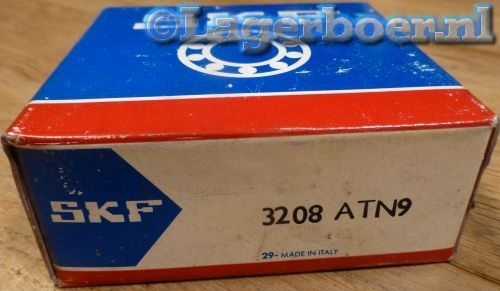 ©Lagerboer.nl
SKF
3208 ATN9
29- MADE IN ITALY